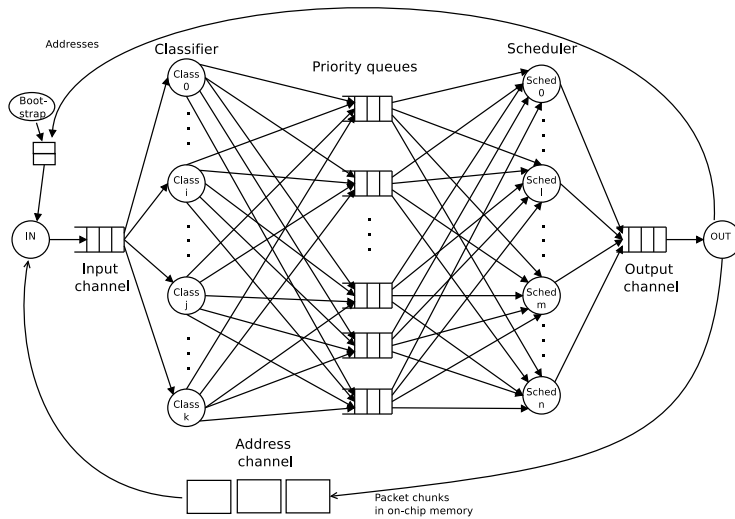 Addresses
Classifier
Priority queues
Scheduler
Boot-
strap
Class
0
Class
i
Class
j
Class
k
Sched
0
Sched
l
Sched
m
Sched
n
IN
Input
channel
Output
channel
OUT
Address
channel
Packet chunks
in on-chip memory